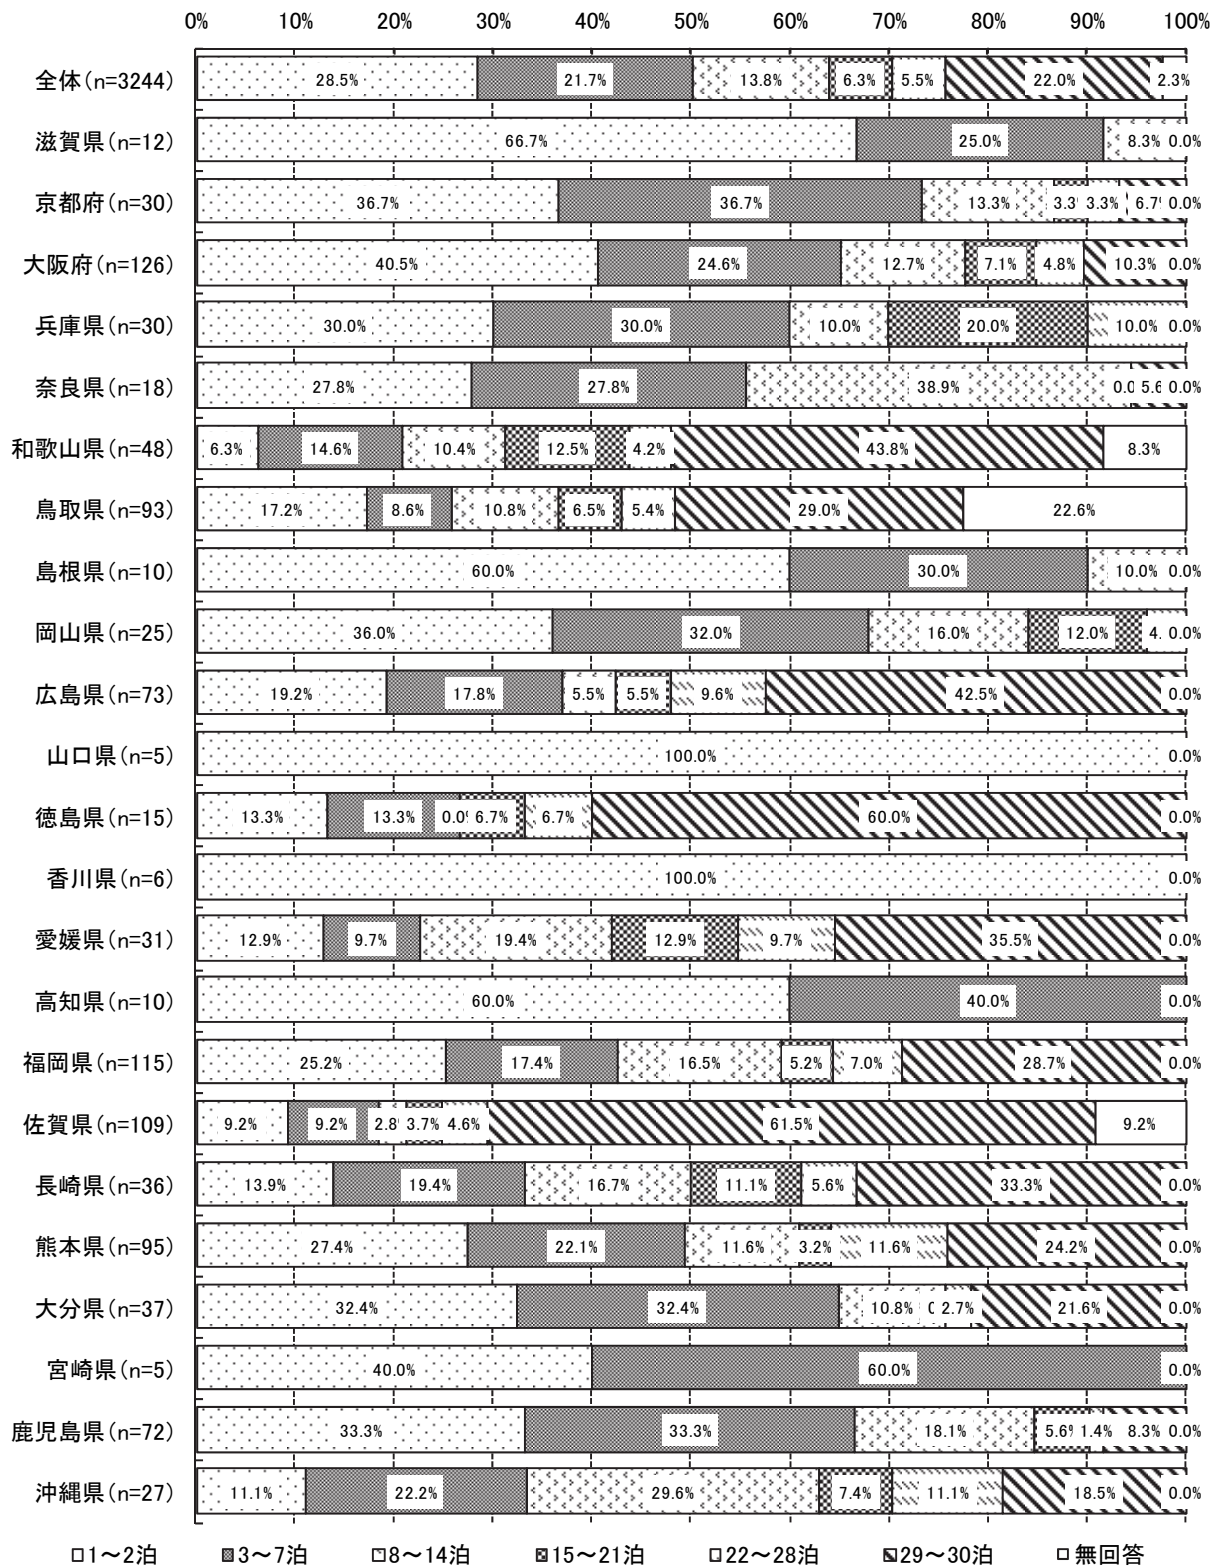 0% 10% 20% 30% 40% 50% 60% 70% 80% 90% 100%
全体(n=3244) 28.5% 21.7% 13.8% 6.3% 5.5% 22.0% 2.3%
滋賀県(n=12) 66.7% 25.0% 8.3% 0.0%
京都府(n=30) 36.7% 36.7% 13.3% 3.3% 3.3% 6.7% 0.0%
大阪府(n=126) 40.5% 24.6% 12.7% 7.1% 4.8% 10.3% 0.0%
兵庫県(n=30) 30.0% 30.0% 10.0% 20.0% 10.0% 0.0%
奈良県(n=18) 27.8% 27.8% 38.9% 0.0 5.6 0.0%
和歌山県(n=48) 6.3% 14.6% 10.4% 12.5% 4.2% 43.8% 8.3%
鳥取県(n=93) 17.2% 8.6% 10.8% 6.5% 5.4% 29.0% 22.6%
島根県(n=10) 60.0% 30.0% 10.0% 0.0%
岡山県(n=25) 36.0% 32.0% 16.0% 12.0% 4. 0.0%
広島県(n=73) 19.2% 17.8% 5.5% 5.5% 9.6% 42.5% 0.0%
山口県(n=5) 100.0% 0.0%
徳島県(n=15) 13.3% 13.3% 0.0% 6.7% 6.7% 60.0% 0.0%
香川県(n=6) 100.0% 0.0%
愛媛県(n=31) 12.9% 9.7% 19.4% 12.9% 9.7% 35.5% 0.0%
高知県(n=10) 60.0% 40.0% 0.0%
福岡県(n=115) 25.2% 17.4% 16.5% 5.2% 7.0% 28.7% 0.0%
佐賀県(n=109) 9.2% 9.2% 2.8% 3.7% 4.6% 61.5% 9.2%
長崎県(n=36) 13.9% 19.4% 16.7% 11.1% 5.6% 33.3% 0.0%
熊本県(n=95) 27.4% 22.1% 11.6% 3.2% 11.6% 24.2% 0.0%
大分県(n=37) 32.4% 32.4% 10.8% 2.7% 21.6% 0.0%
宮崎県(n=5) 40.0% 60.0% 0.0%
鹿児島県(n=72) 33.3% 33.3% 18.1% 5.6% 1.4% 8.3% 0.0%
沖縄県(n=27) 11.1% 22.2% 29.6% 7.4% 11.1% 18.5% 0.0%
1～2泊 3～7泊 8～14泊 15～21泊 22～28泊 29～30泊 無回答